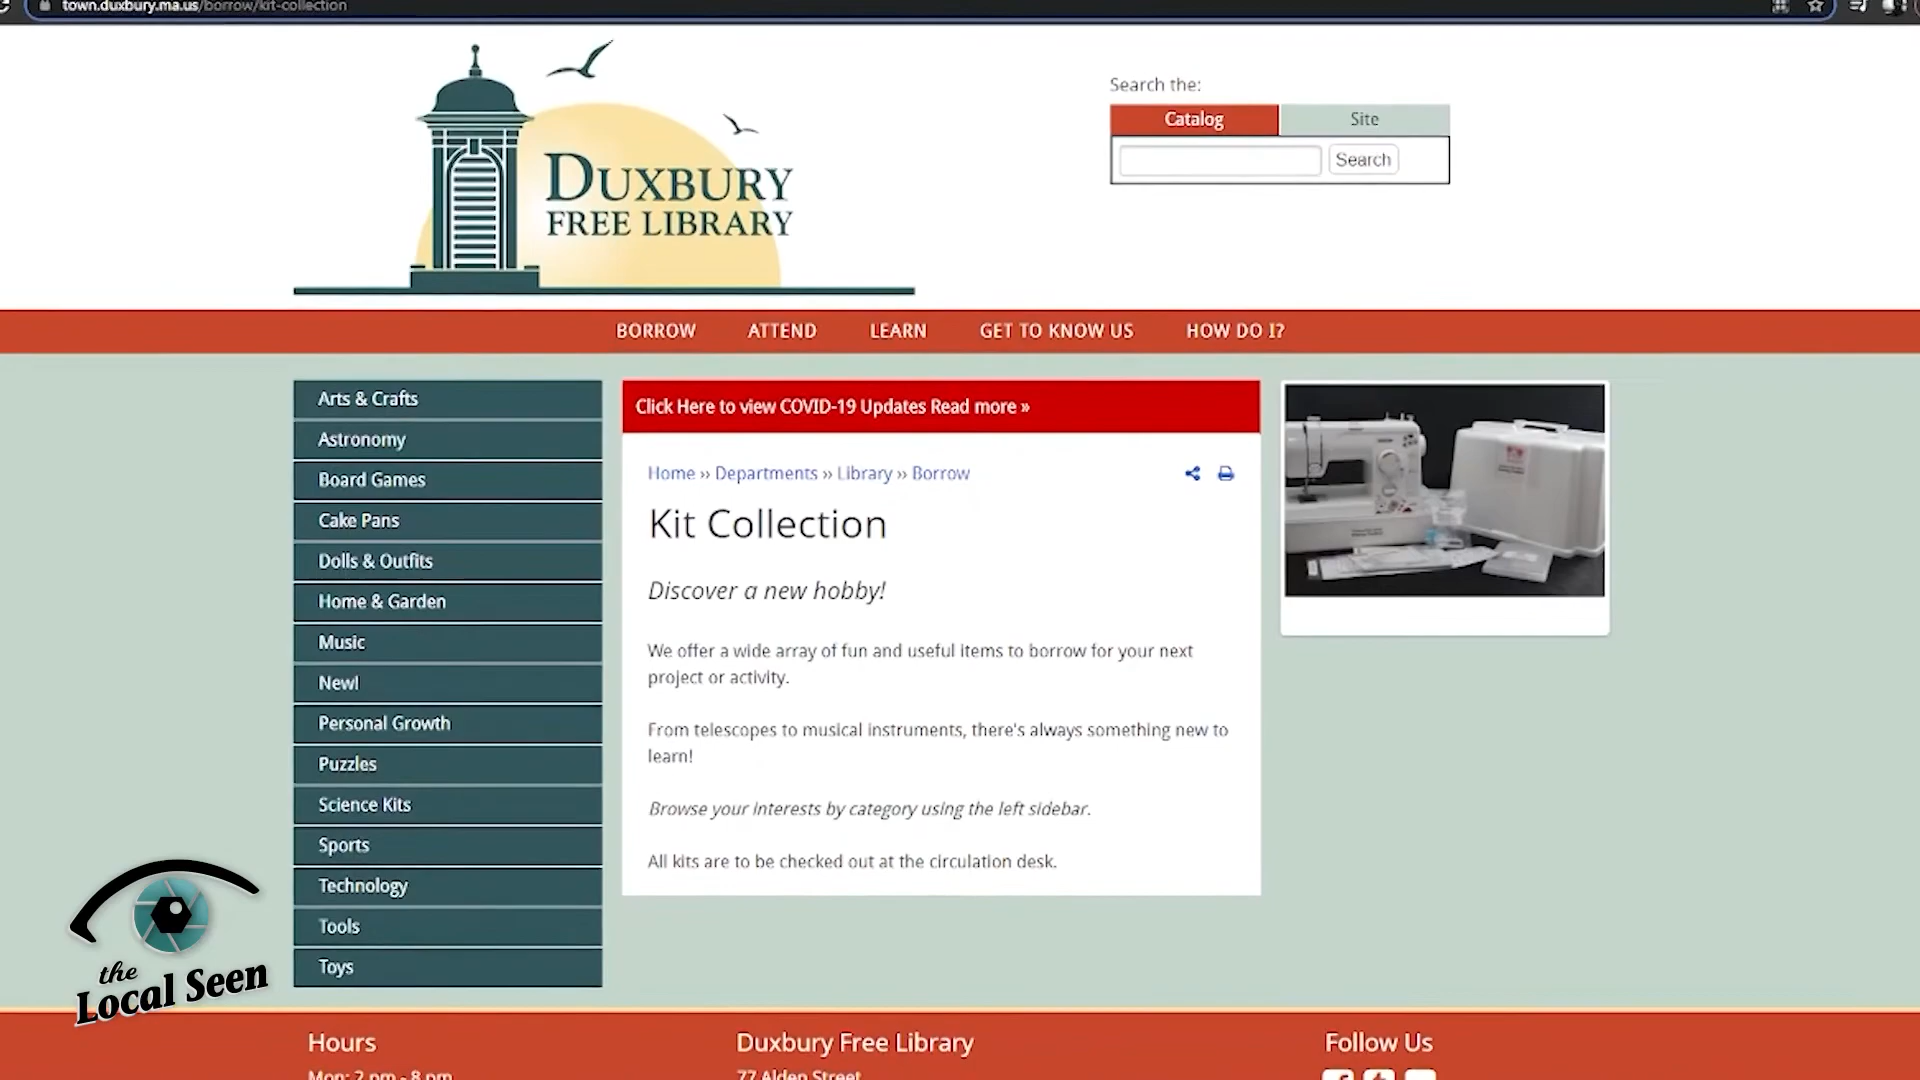 town.duxbury.ma.us/borrow/kit-collection
DUXBURY
FREE LIBRARY
Search the:
Catalog
Site
Search
BORROW
ATTEND
LEARN
GET TO KNOW US
HOW DO I?
Arts & Crafts
Astronomy
Board Games
Cake Pans
Dolls & Outfits
Home & Garden
Music
New!
Personal Growth
Puzzles
Science Kits
Sports
Technology
Tools
Toys
Click Here to view COVID-19 Updates Read more »
Home ›› Departments ›› Library ›› Borrow
Kit Collection
Discover a new hobby!
We offer a wide array of fun and useful items to borrow for your next
project or activity.
From telescopes to musical instruments, there's always something new to
learn!
Browse your interests by category using the left sidebar.
All kits are to be checked out at the circulation desk.
the
Local Seen
Hours
Mon: 2 pm - 8 pm
Duxbury Free Library
77 Alden Street
Follow Us